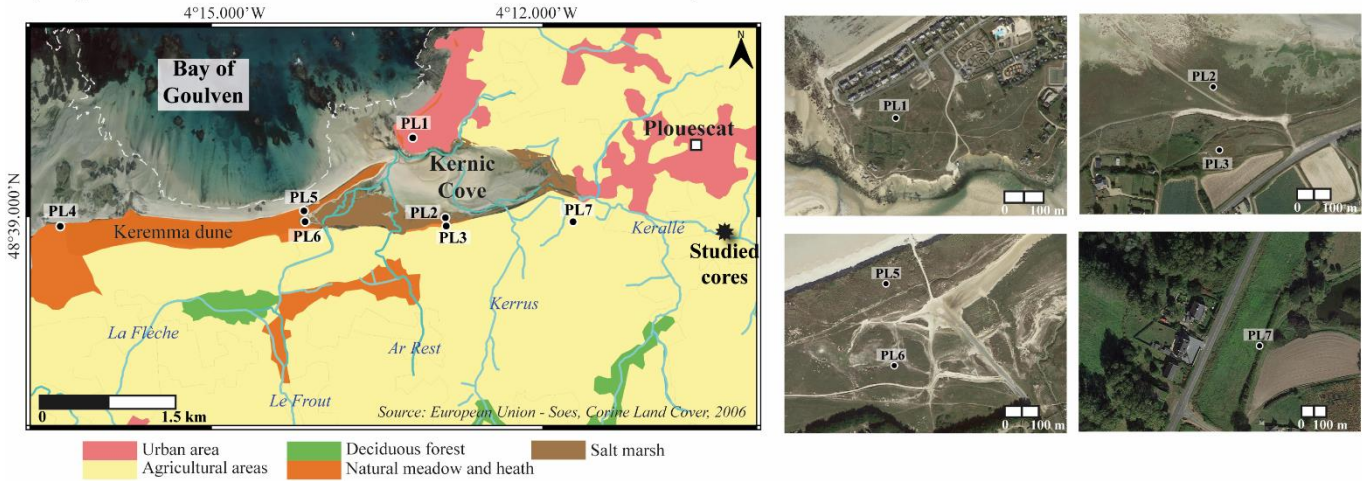 4°15.000'W
4°12.000'W
48°39.000'N
N
Bay of
Goulven
PL1
Plouescat
Kernic
Cove
PL5
PL4
PL2
PL7
PL6
PL3
Keremma dune
Kerallé
Studied
cores
La Flèche
Kerrus
Ar Rest
Le Frout
0
1.5 km
Source: European Union - Soes, Corine Land Cover, 2006
Urban area
Deciduous forest
Salt marsh
Agricultural areas
Natural meadow and heath
PL1
0 100 m
PL2
PL3
0 100 m
PL5
PL6
0 100 m
PL7
0 100 m